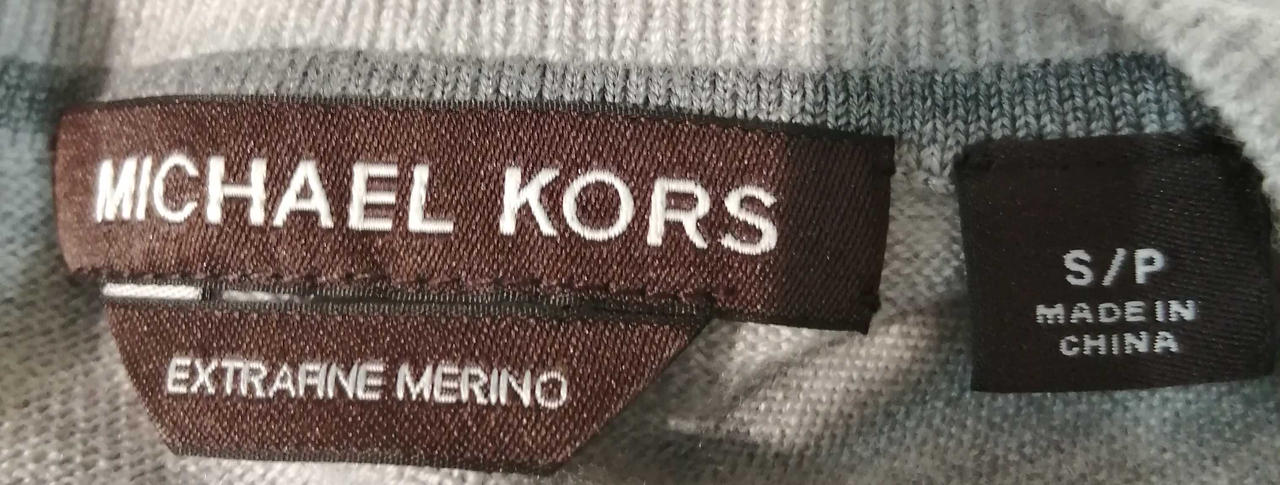 MICHAEL KORS
EXTRAFINE MERINO
S/P
MADE IN
CHINA